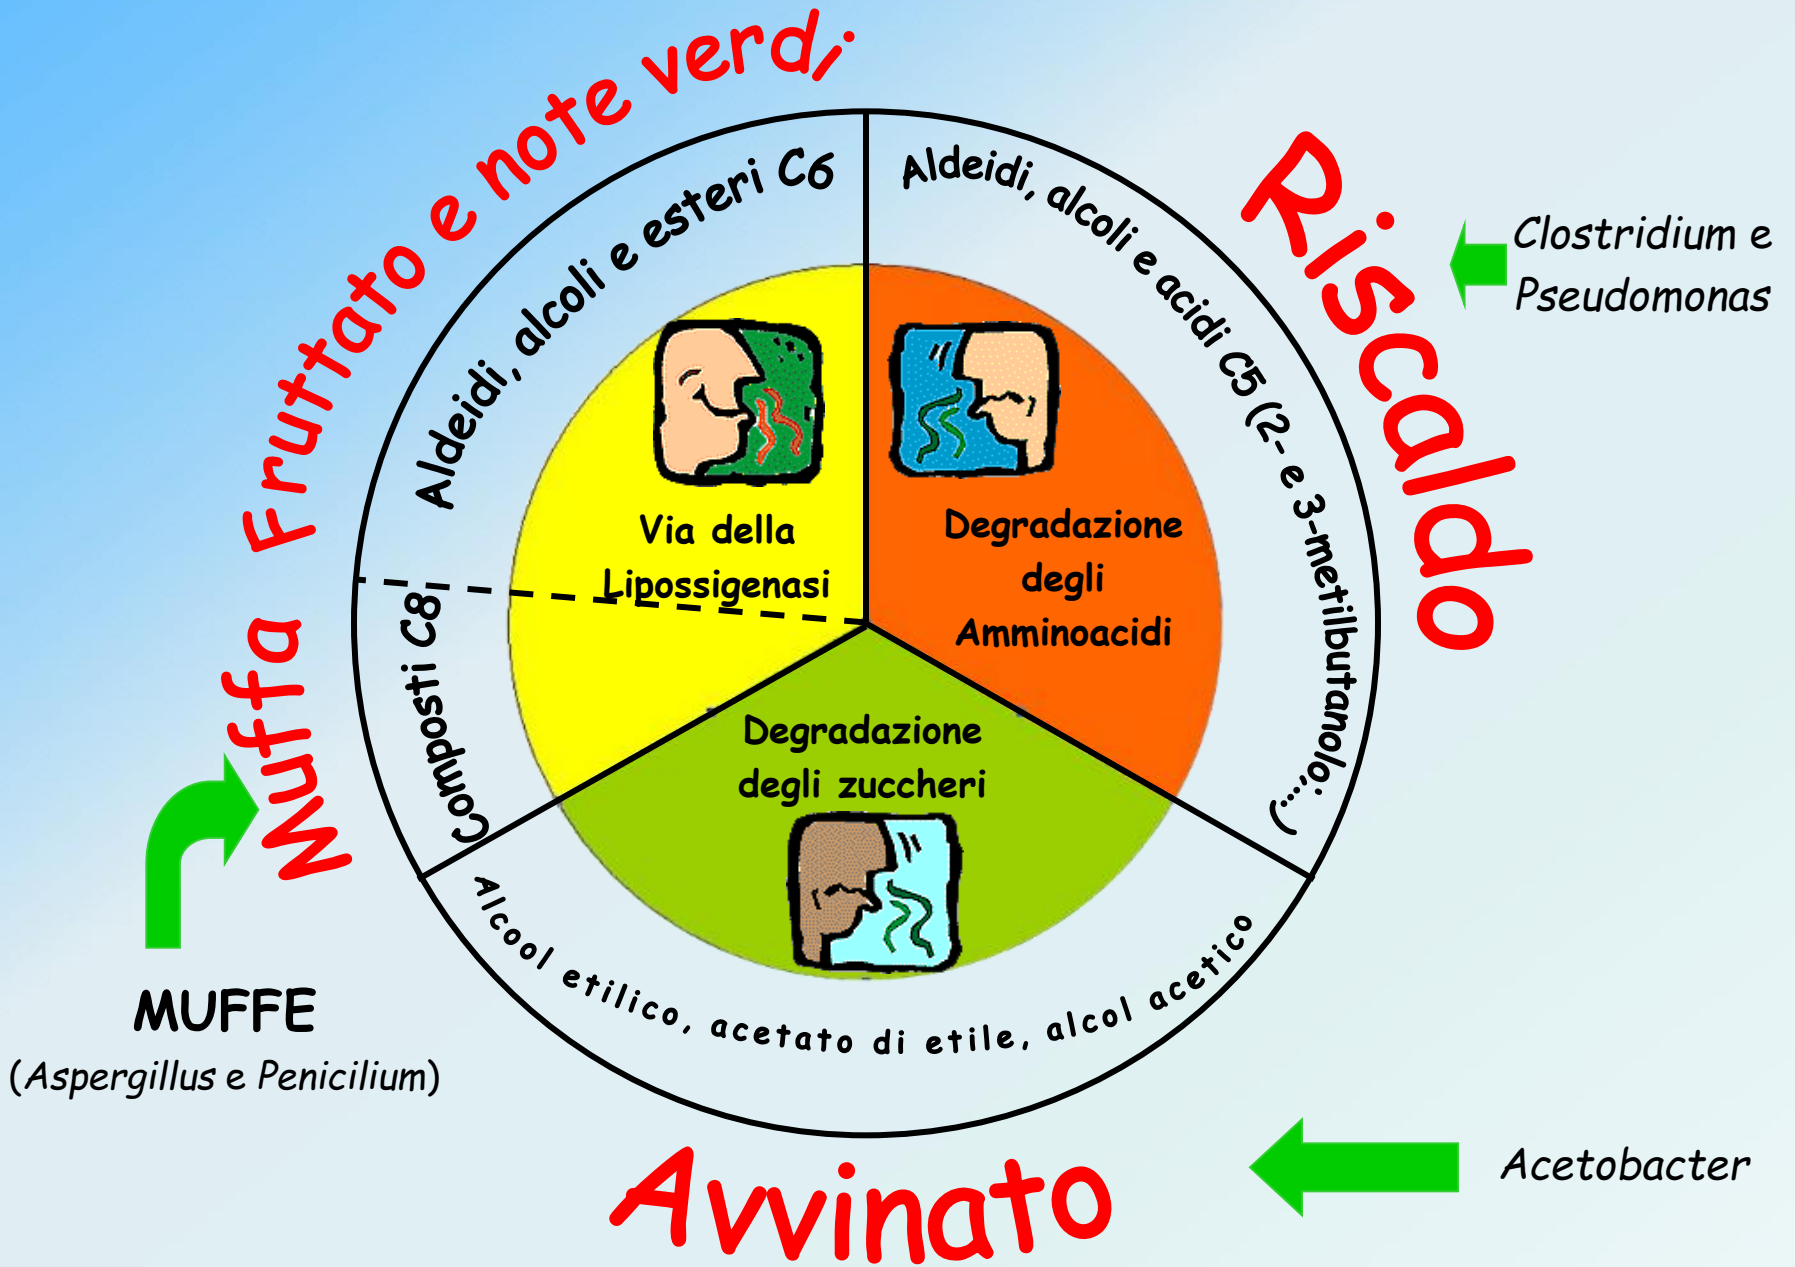 Fruttato e note verdi
Aldeidi, alcoli e esteri C6
Aldeidi, alcoli e acidi C5 (2- e 3-metilbutanolo;....)
Riscaldo
Clostridium e
Pseudomonas
Via della
Lipossigenasi
Degradazione
degli
Amminoacidi
Muffa
Composti C8
Degradazione
degli zuccheri
Alcool etilico, acetato di etile, alcol acetico
MUFFE
(Aspergillus e Penicilium)
Avvinato
Acetobacter